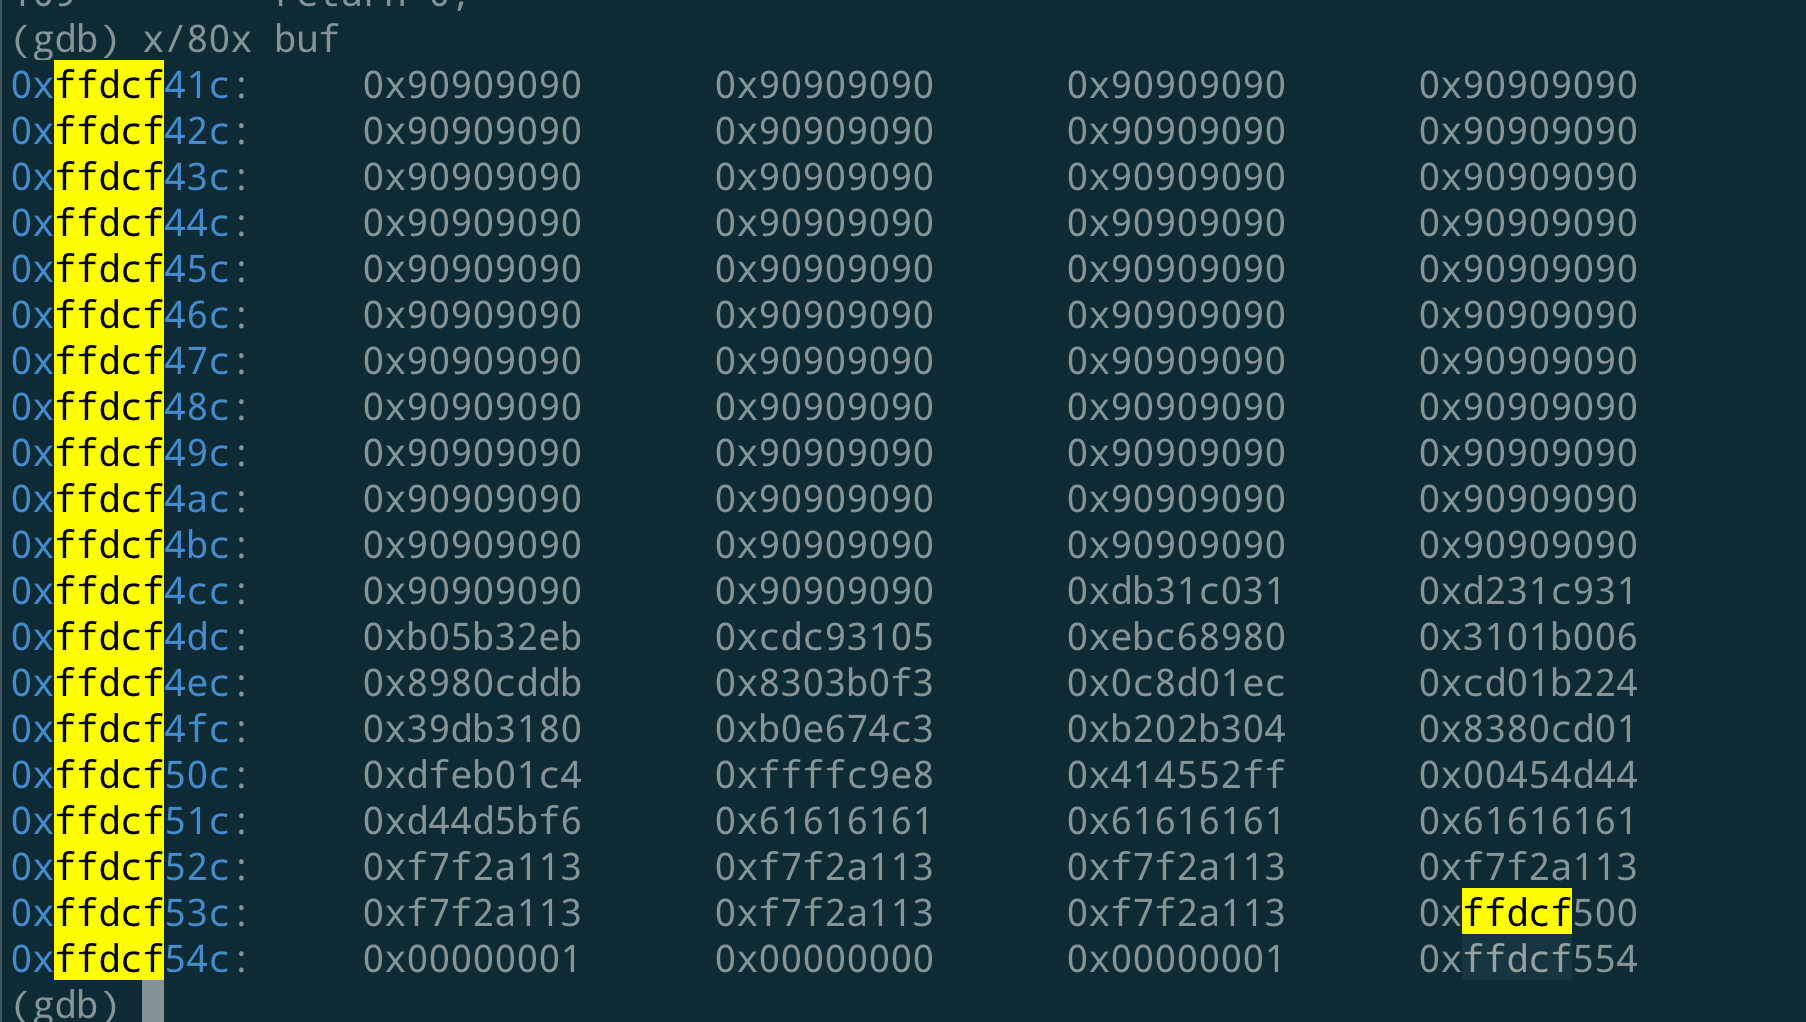 109 return 0;
(gdb) x/80x buf
0xffdcf41c: 0x90909090 0x90909090 0x90909090 0x90909090
0xffdcf42c: 0x90909090 0x90909090 0x90909090 0x90909090
0xffdcf43c: 0x90909090 0x90909090 0x90909090 0x90909090
0xffdcf44c: 0x90909090 0x90909090 0x90909090 0x90909090
0xffdcf45c: 0x90909090 0x90909090 0x90909090 0x90909090
0xffdcf46c: 0x90909090 0x90909090 0x90909090 0x90909090
0xffdcf47c: 0x90909090 0x90909090 0x90909090 0x90909090
0xffdcf48c: 0x90909090 0x90909090 0x90909090 0x90909090
0xffdcf49c: 0x90909090 0x90909090 0x90909090 0x90909090
0xffdcf4ac: 0x90909090 0x90909090 0x90909090 0x90909090
0xffdcf4bc: 0x90909090 0x90909090 0x90909090 0x90909090
0xffdcf4cc: 0x90909090 0x90909090 0xdb31c031 0xd231c931
0xffdcf4dc: 0xb05b32eb 0xcdc93105 0xebc68980 0x3101b006
0xffdcf4ec: 0x8980cddb 0x8303b0f3 0x0c8d01ec 0xcd01b224
0xffdcf4fc: 0x39db3180 0xb0e674c3 0xb202b304 0x8380cd01
0xffdcf50c: 0xdfeb01c4 0xffffc9e8 0x414552ff 0x00454d44
0xffdcf51c: 0xd44d5bf6 0x61616161 0x61616161 0x61616161
0xffdcf52c: 0xf7f2a113 0xf7f2a113 0xf7f2a113 0xf7f2a113
0xffdcf53c: 0xf7f2a113 0xf7f2a113 0xf7f2a113 0xffdcf500
0xffdcf54c: 0x00000001 0x00000000 0x00000001 0xffdcf554
(gdb)